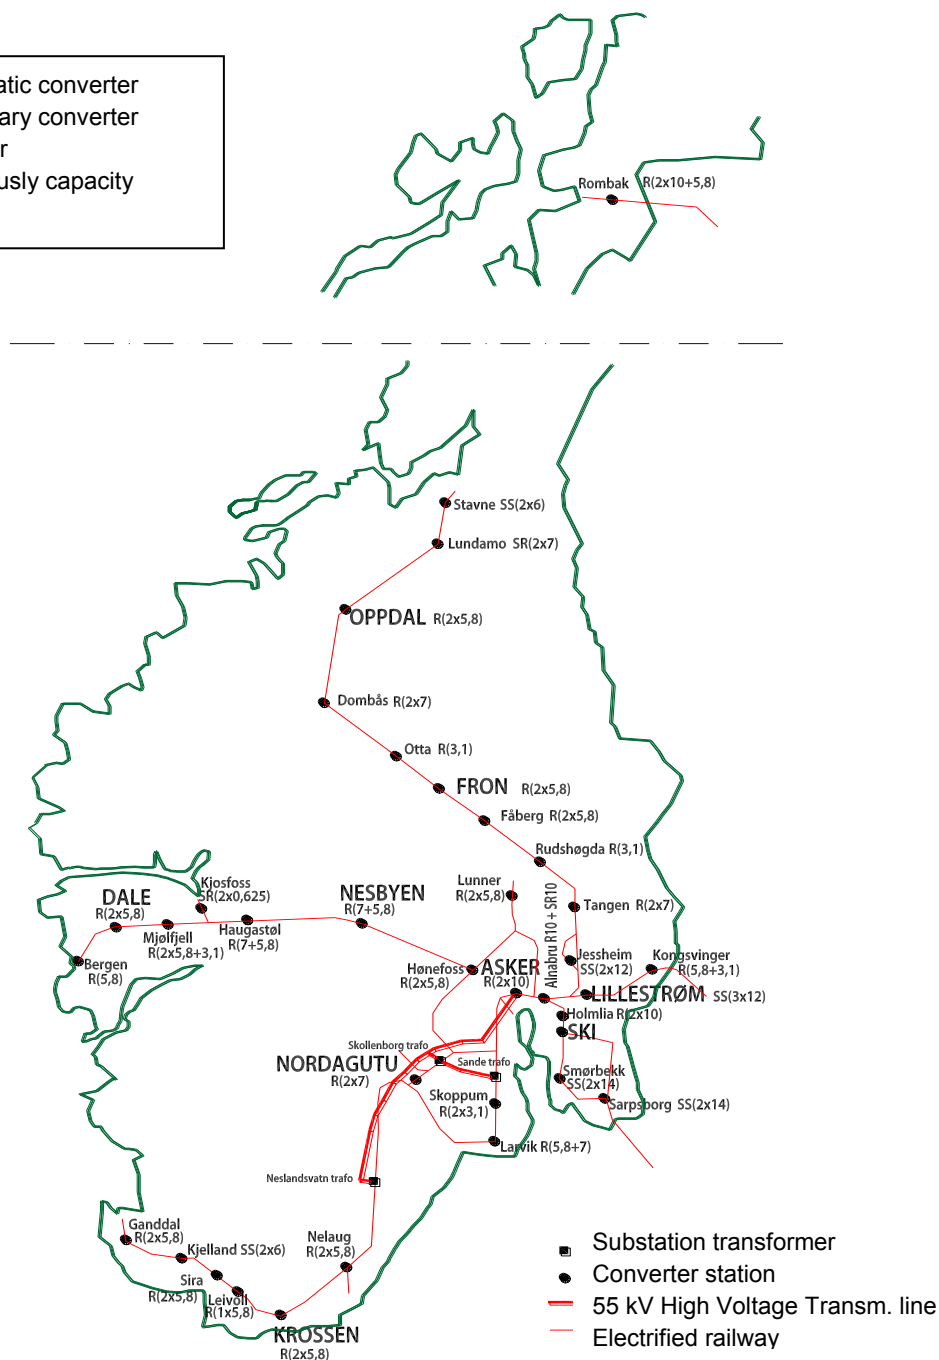 atic converter
ary converter
r
usly capacity
Rombak R(2x10+5,8)
Stavne SS(2x6)
Lundamo SR(2x7)
OPPDAL R(2x5,8)
Dombås R(2x7)
Otta R(3,1)
FRON R(2x5,8)
Fåberg R(2x5,8)
Rudshøgda R(3,1)
Lunner
R(2x5,8)
Alnabru R10 + SR10
Tangen R(2x7)
Kjosfoss
SR(2x0,625)
DALE
R(2x5,8)
NESBYEN
R(7+5,8)
Mjølfjell
R(2x5,8+3,1)
Haugastøl
R(7+5,8)
Bergen
R(5,8)
Hønefoss
R(2x5,8)
ASKER
R(2x10)
Jessheim
SS(2x12)
Kongsvinger
R(5,8+3,1)
LILLESTRØM SS(3x12)
Holmlia R(2x10)
SKI
Skollenborg trafo
Sande trafo
NORDAGUTU
R(2x7)
Smørbekk
SS(2x14)
Skoppum
R(2x3,1)
Sarpsborg SS(2x14)
Larvik R(5,8+7)
Neslandsvatn trafo
Ganddal
R(2x5,8)
Kjelland SS(2x6)
Nelaug
R(2x5,8)
Sira
R(2x5,8)
Leivoll
R(1x5,8)
KROSSEN
R(2x5,8)
Substation transformer
Converter station
55 kV High Voltage Transm. line
Electrified railway